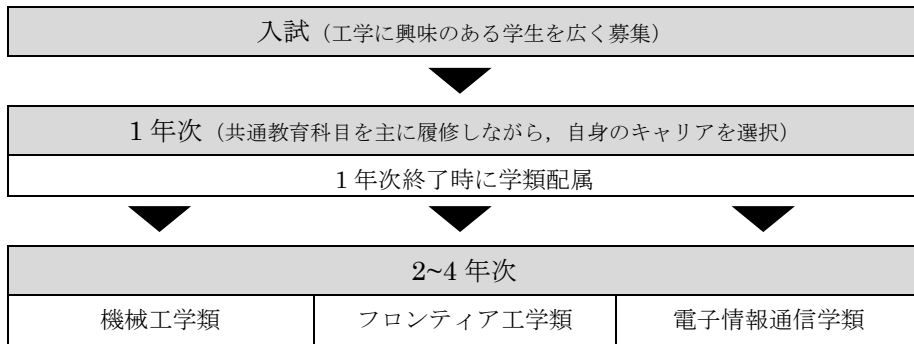 入試（工学に興味のある学生を広く募集）
1 年次（共通教育科目を主に履修しながら，自身のキャリアを選択）
1 年次終了時に学類配属
2~4 年次
機械工学類
フロンティア工学類
電子情報通信学類